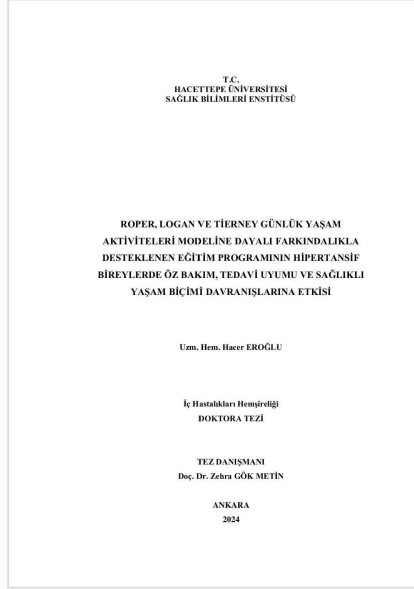 T.C.
HACETTEPE ÜNİVERSİTESİ
SAĞLIK BİLİMLERİ ENSTİTÜSÜ
ROPER, LOGAN VE TİERNEY GÜNLÜK YAŞAM
AKTİVİTELERİ MODELİNE DAYALI FARKINDALIKLA
DESTEKLENEN EĞİTİM PROGRAMININ HİPERTANSİF
BİREYLERDE ÖZ BAKIM, TEDAVİ UYUMU VE SAĞLIKLI
YAŞAM BİÇİMİ DAVRANIŞLARINA ETKİSİ
Uzm. Hem. Hacer EROĞLU
İç Hastalıkları Hemşireliği
DOKTORA TEZİ
TEZ DANIŞMANI
Doç. Dr. Zehra GÖK METİN
ANKARA
2024